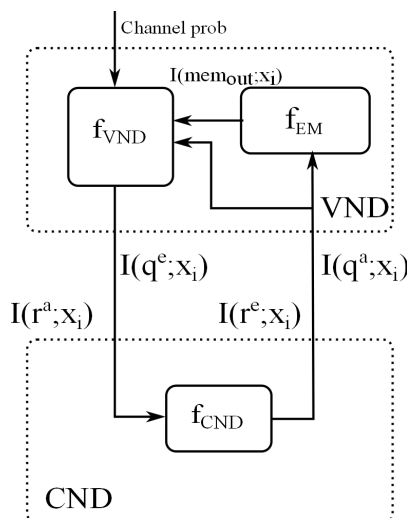 Channel prob
I(mem_out;x_i)
f_VND
f_EM
VND
I(q^e;x_i)
I(q^a;x_i)
I(r^a;x_i)
I(r^e;x_i)
f_CND
CND